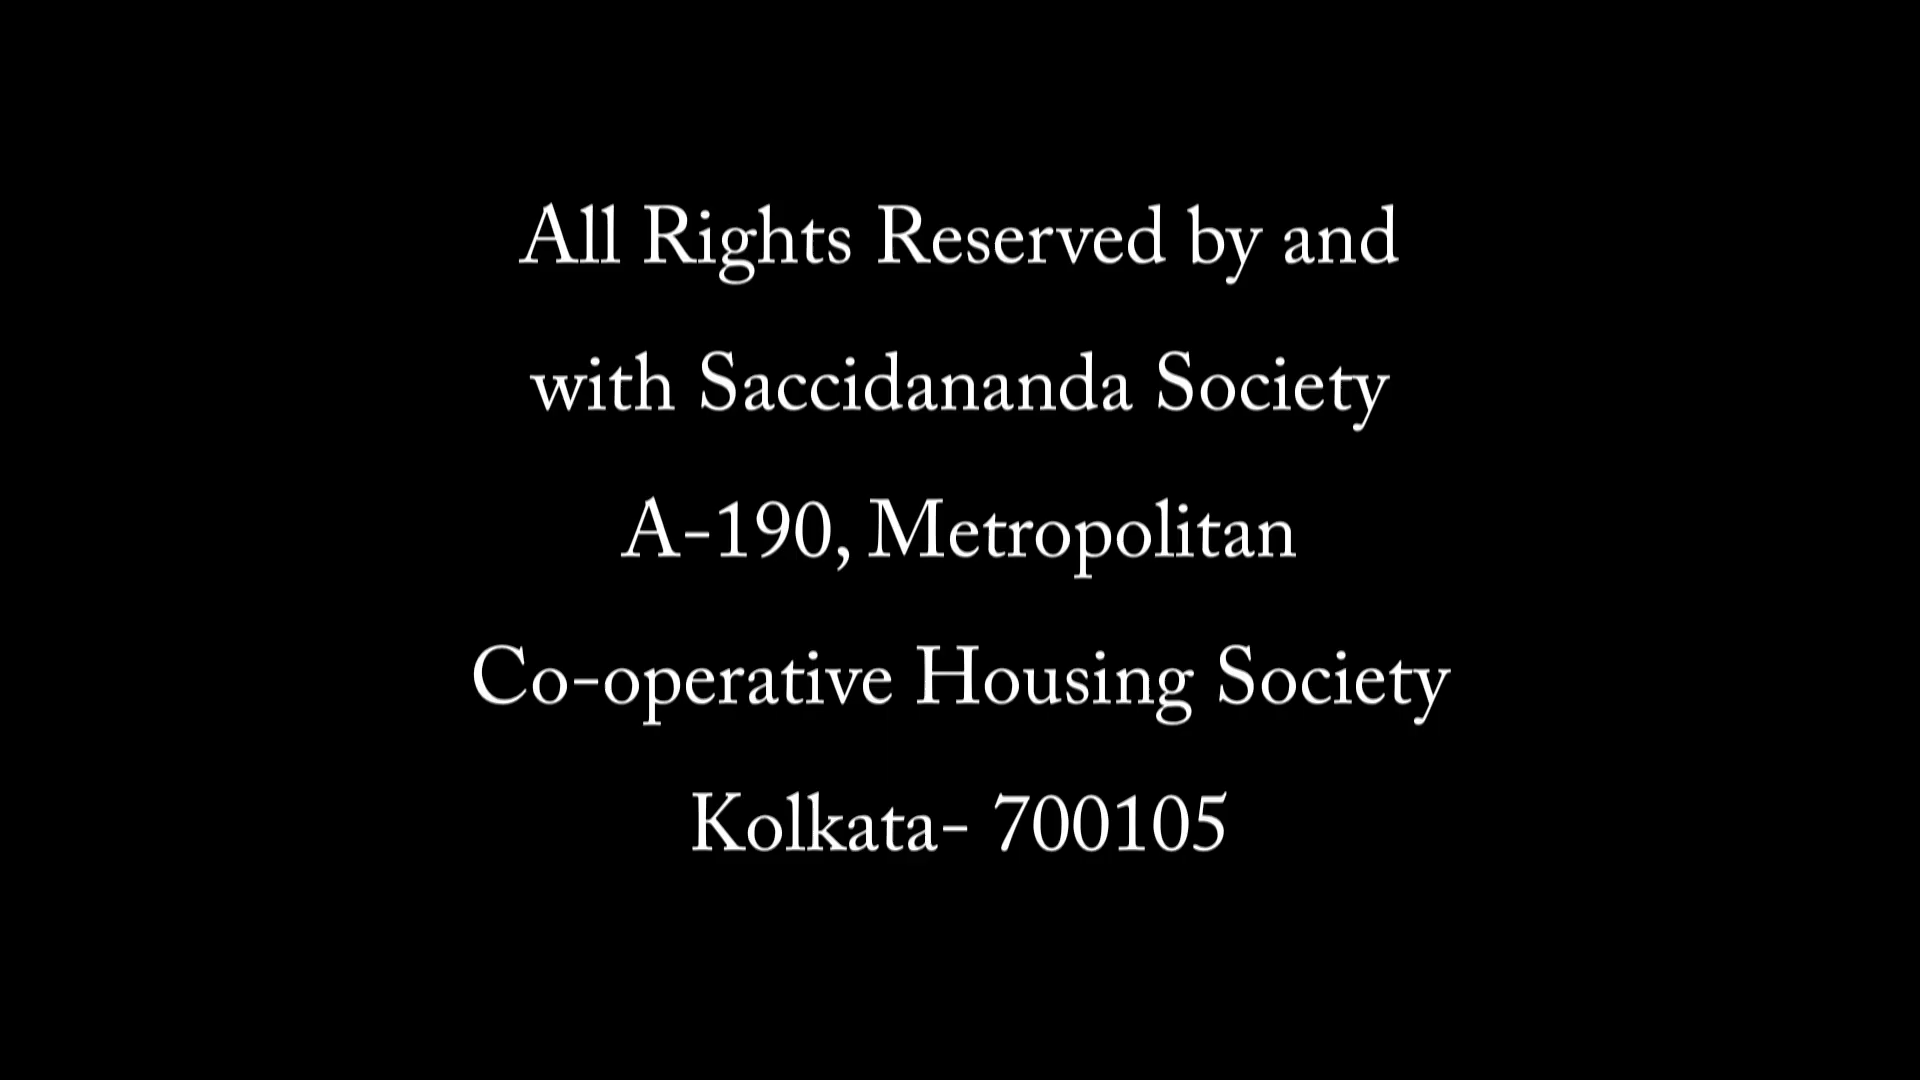 All Rights Reserved by and
with Saccidananda Society
A-190, Metropolitan
Co-operative Housing Society
Kolkata- 700105